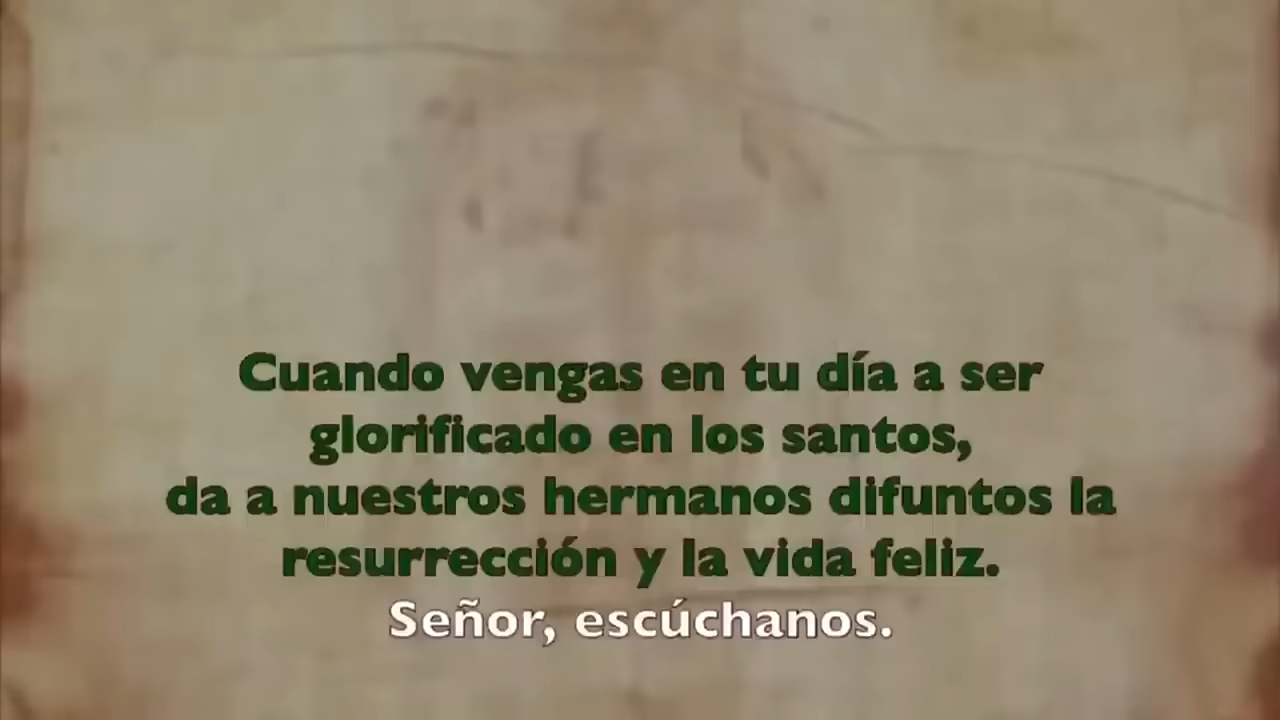 Cuando vengas en tu día a ser
glorificado en los santos,
da a nuestros hermanos difuntos la
resurrección y la vida feliz.
Señor, escúchanos.